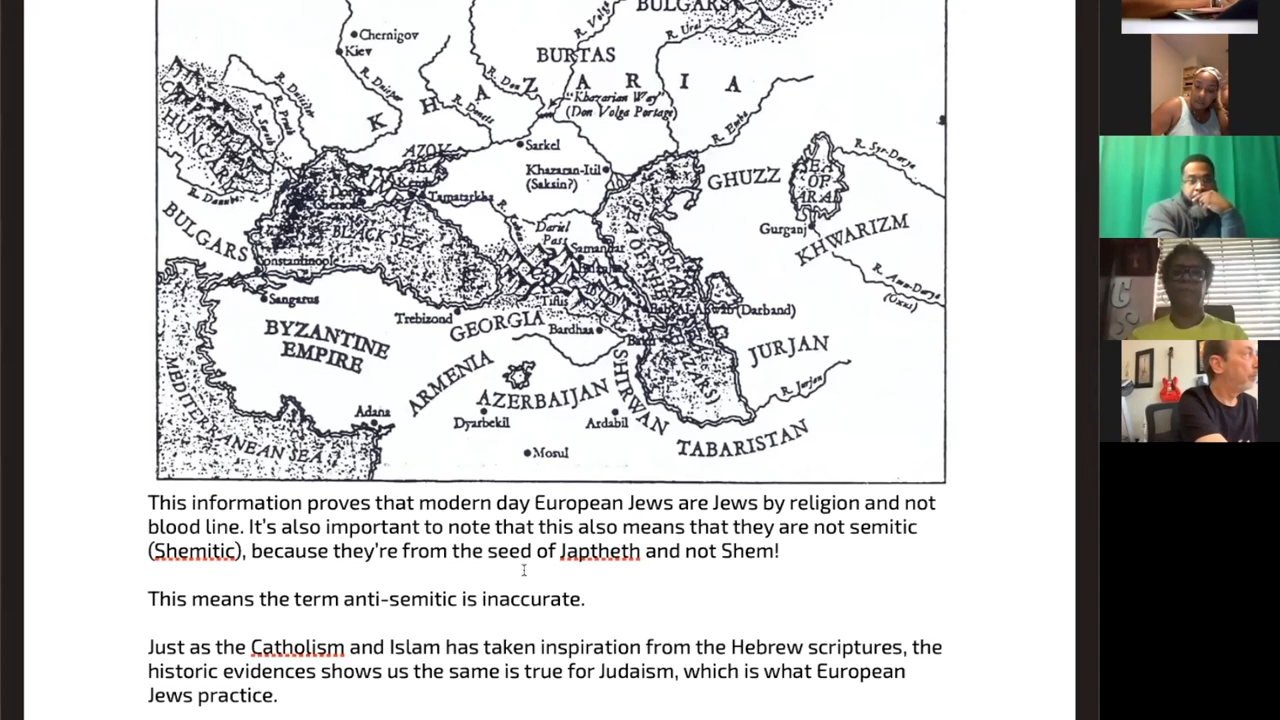 BULGARS
R. Volga
Chernigov
R. Ural
Kiev
BURTAS
R. Don
K H A Z A R I A
R. Dnieper
"Khazarian Way"
(Don Volga Portage)
R. Donetz
R. Emba
HUNGAR
AZOV
Sarkel
R. Syr-Darya
Khazaran-Itil
(Saksin?)
GHUZZ
SEA
OF
ARAL
R. Danube
Tamatarkha
BULGARS
Dariel
Pass
Samandar
Gurganj
KHWARIZM
BLACK SEA
Constantinople
R. Amu-Darya
(Oxus)
Sangarus
Tiflis
Trebizond
GEORGIA
Bardhaa
(Darband)
BYZANTINE
EMPIRE
JURJAN
ARMENIA
SHIRWAN
AZERBAIJAN
R. Jurjan
MEDITERRANEAN SEA
Adana
Dyarbekil
Ardabil
TABARISTAN
Mosul
This information proves that modern day European Jews are Jews by religion and not
blood line. It's also important to note that this also means that they are not semitic
(Shemitic), because they're from the seed of Japtheth and not Shem!
This means the term anti-semitic is inaccurate.
Just as the Catholism and Islam has taken inspiration from the Hebrew scriptures, the
historic evidences shows us the same is true for Judaism, which is what European
Jews practice.